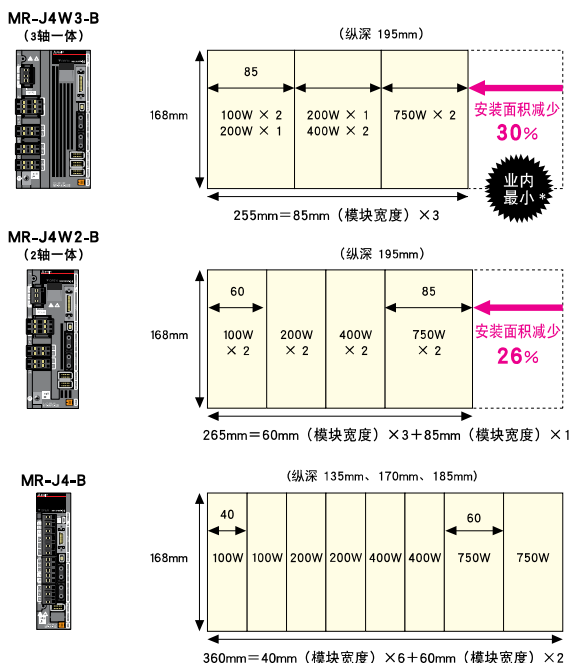 MR-J4W3-B
(3轴一体)
(纵深 195mm)
168mm
85
100W × 2
200W × 1
200W × 1
400W × 2
750W × 2
安装面积减少
30%
业内
最小*
255mm=85mm(模块宽度)×3
MR-J4W2-B
(2轴一体)
(纵深 195mm)
168mm
60
85
100W
× 2
200W
× 2
400W
× 2
750W
× 2
安装面积减少
26%
265mm=60mm(模块宽度)×3+85mm(模块宽度)×1
MR-J4-B
(纵深 135mm、170mm、185mm)
168mm
40
60
100W 100W 200W 200W 400W 400W 750W 750W
360mm=40mm(模块宽度)×6+60mm(模块宽度)×2